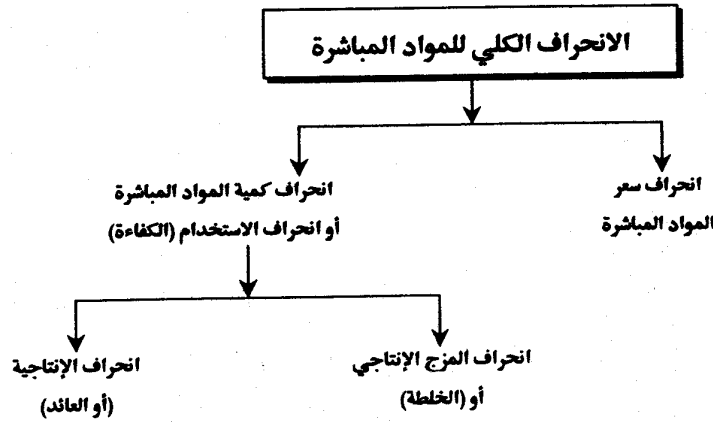 الانحراف الكلي للمواد المباشرة
انحراف سعر
المواد المباشرة
انحراف كمية المواد المباشرة
أو انحراف الاستخدام (الكفاءة)
انحراف المزج الإنتاجي
أو (الخلطة)
انحراف الإنتاجية
(أو العائد)